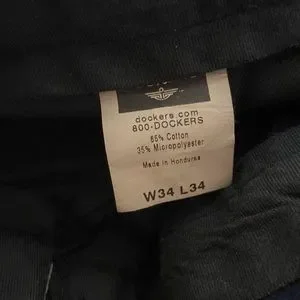 dockers.com
800-DOCKERS
65% Cotton
35% Micropolyester
Made in Honduras
W34 L34